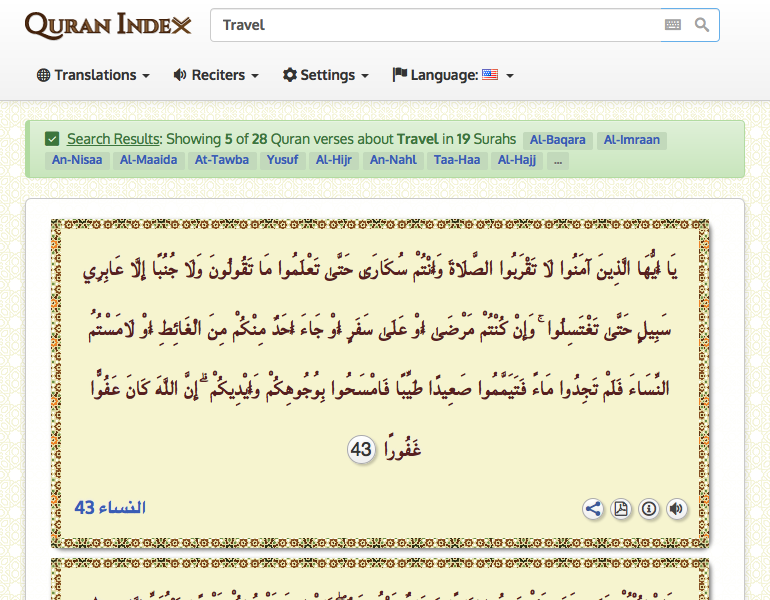 QURAN INDEX
Travel
Translations
Reciters
Settings
Language:
Search Results: Showing 5 of 28 Quran verses about Travel in 19 Surahs Al-Baqara Al-Imraan
An-Nisaa Al-Maaida At-Tawba Yusuf Al-Hijr An-Nahl Taa-Haa Al-Hajj ...
يَا أَيُّهَا الَّذِينَ آمَنُوا لَا تَقْرَبُوا الصَّلَاةَ وَأَنْتُمْ سُكَارَى حَتَّى تَعْلَمُوا مَا تَقُولُونَ وَلَا جُنُبًا إِلَّا عَابِرِي
سَبِيلٍ حَتَّى تَغْتَسِلُوا ۚ وَإِنْ كُنْتُمْ مَرْضَى أَوْ عَلَى سَفَرٍ أَوْ جَاءَ أَحَدٌ مِنْكُمْ مِنَ الْغَائِطِ أَوْ لَامَسْتُمُ
النِّسَاءَ فَلَمْ تَجِدُوا مَاءً فَتَيَمَّمُوا صَعِيدًا طَيِّبًا فَامْسَحُوا بِوُجُوهِكُمْ وَأَيْدِيكُمْ ۗ إِنَّ اللَّهَ كَانَ عَفُوًّا
غَفُورًا 43
النساء 43